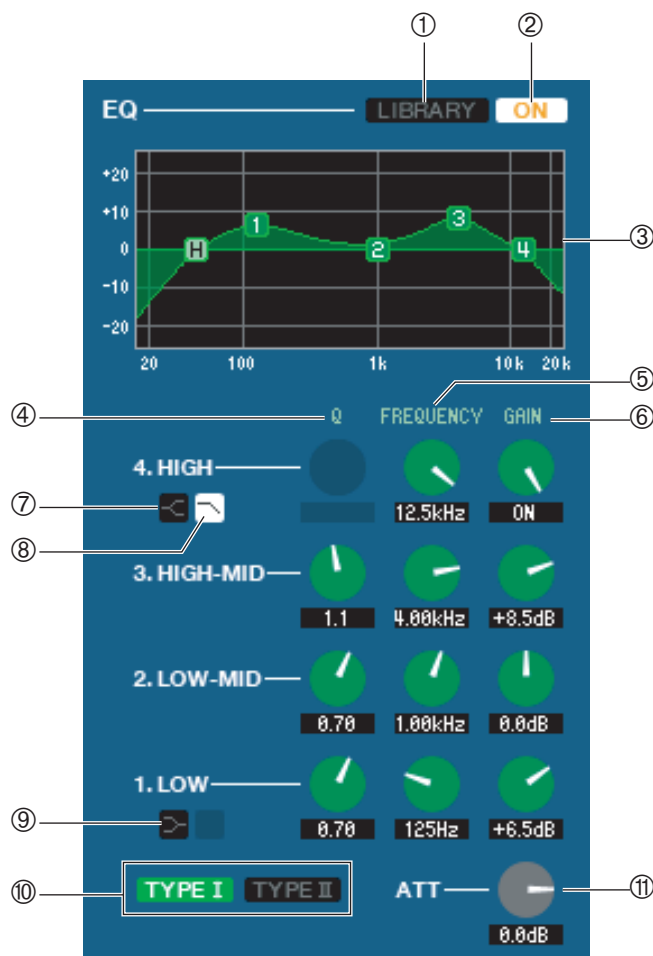 ① ②
EQ LIBRARY ON
+20
+10
0
-10
-20
H 1 2 3 4
③
20 100 1k 10k 20k
④ Q FREQUENCY GAIN ⑤ ⑥
4. HIGH
12.5kHz ON
⑦
⑧
3. HIGH-MID
1.1 4.00kHz +8.5dB
2. LOW-MID
0.70 1.00kHz 0.0dB
1. LOW
⑨ 0.70 125Hz +6.5dB
⑩ TYPE I TYPE II ATT ⑪
0.0dB